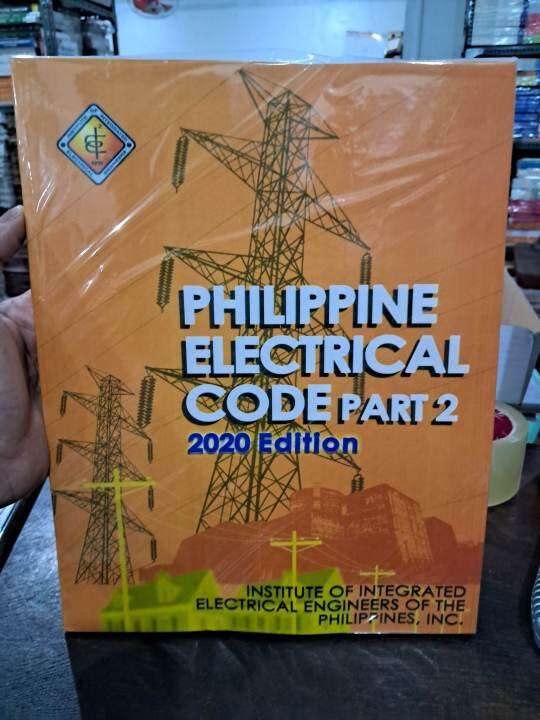 PHILIPPINE
ELECTRICAL
CODE PART 2
2020 Edition
INSTITUTE OF INTEGRATED
ELECTRICAL ENGINEERS OF THE
PHILIPPINES, INC.